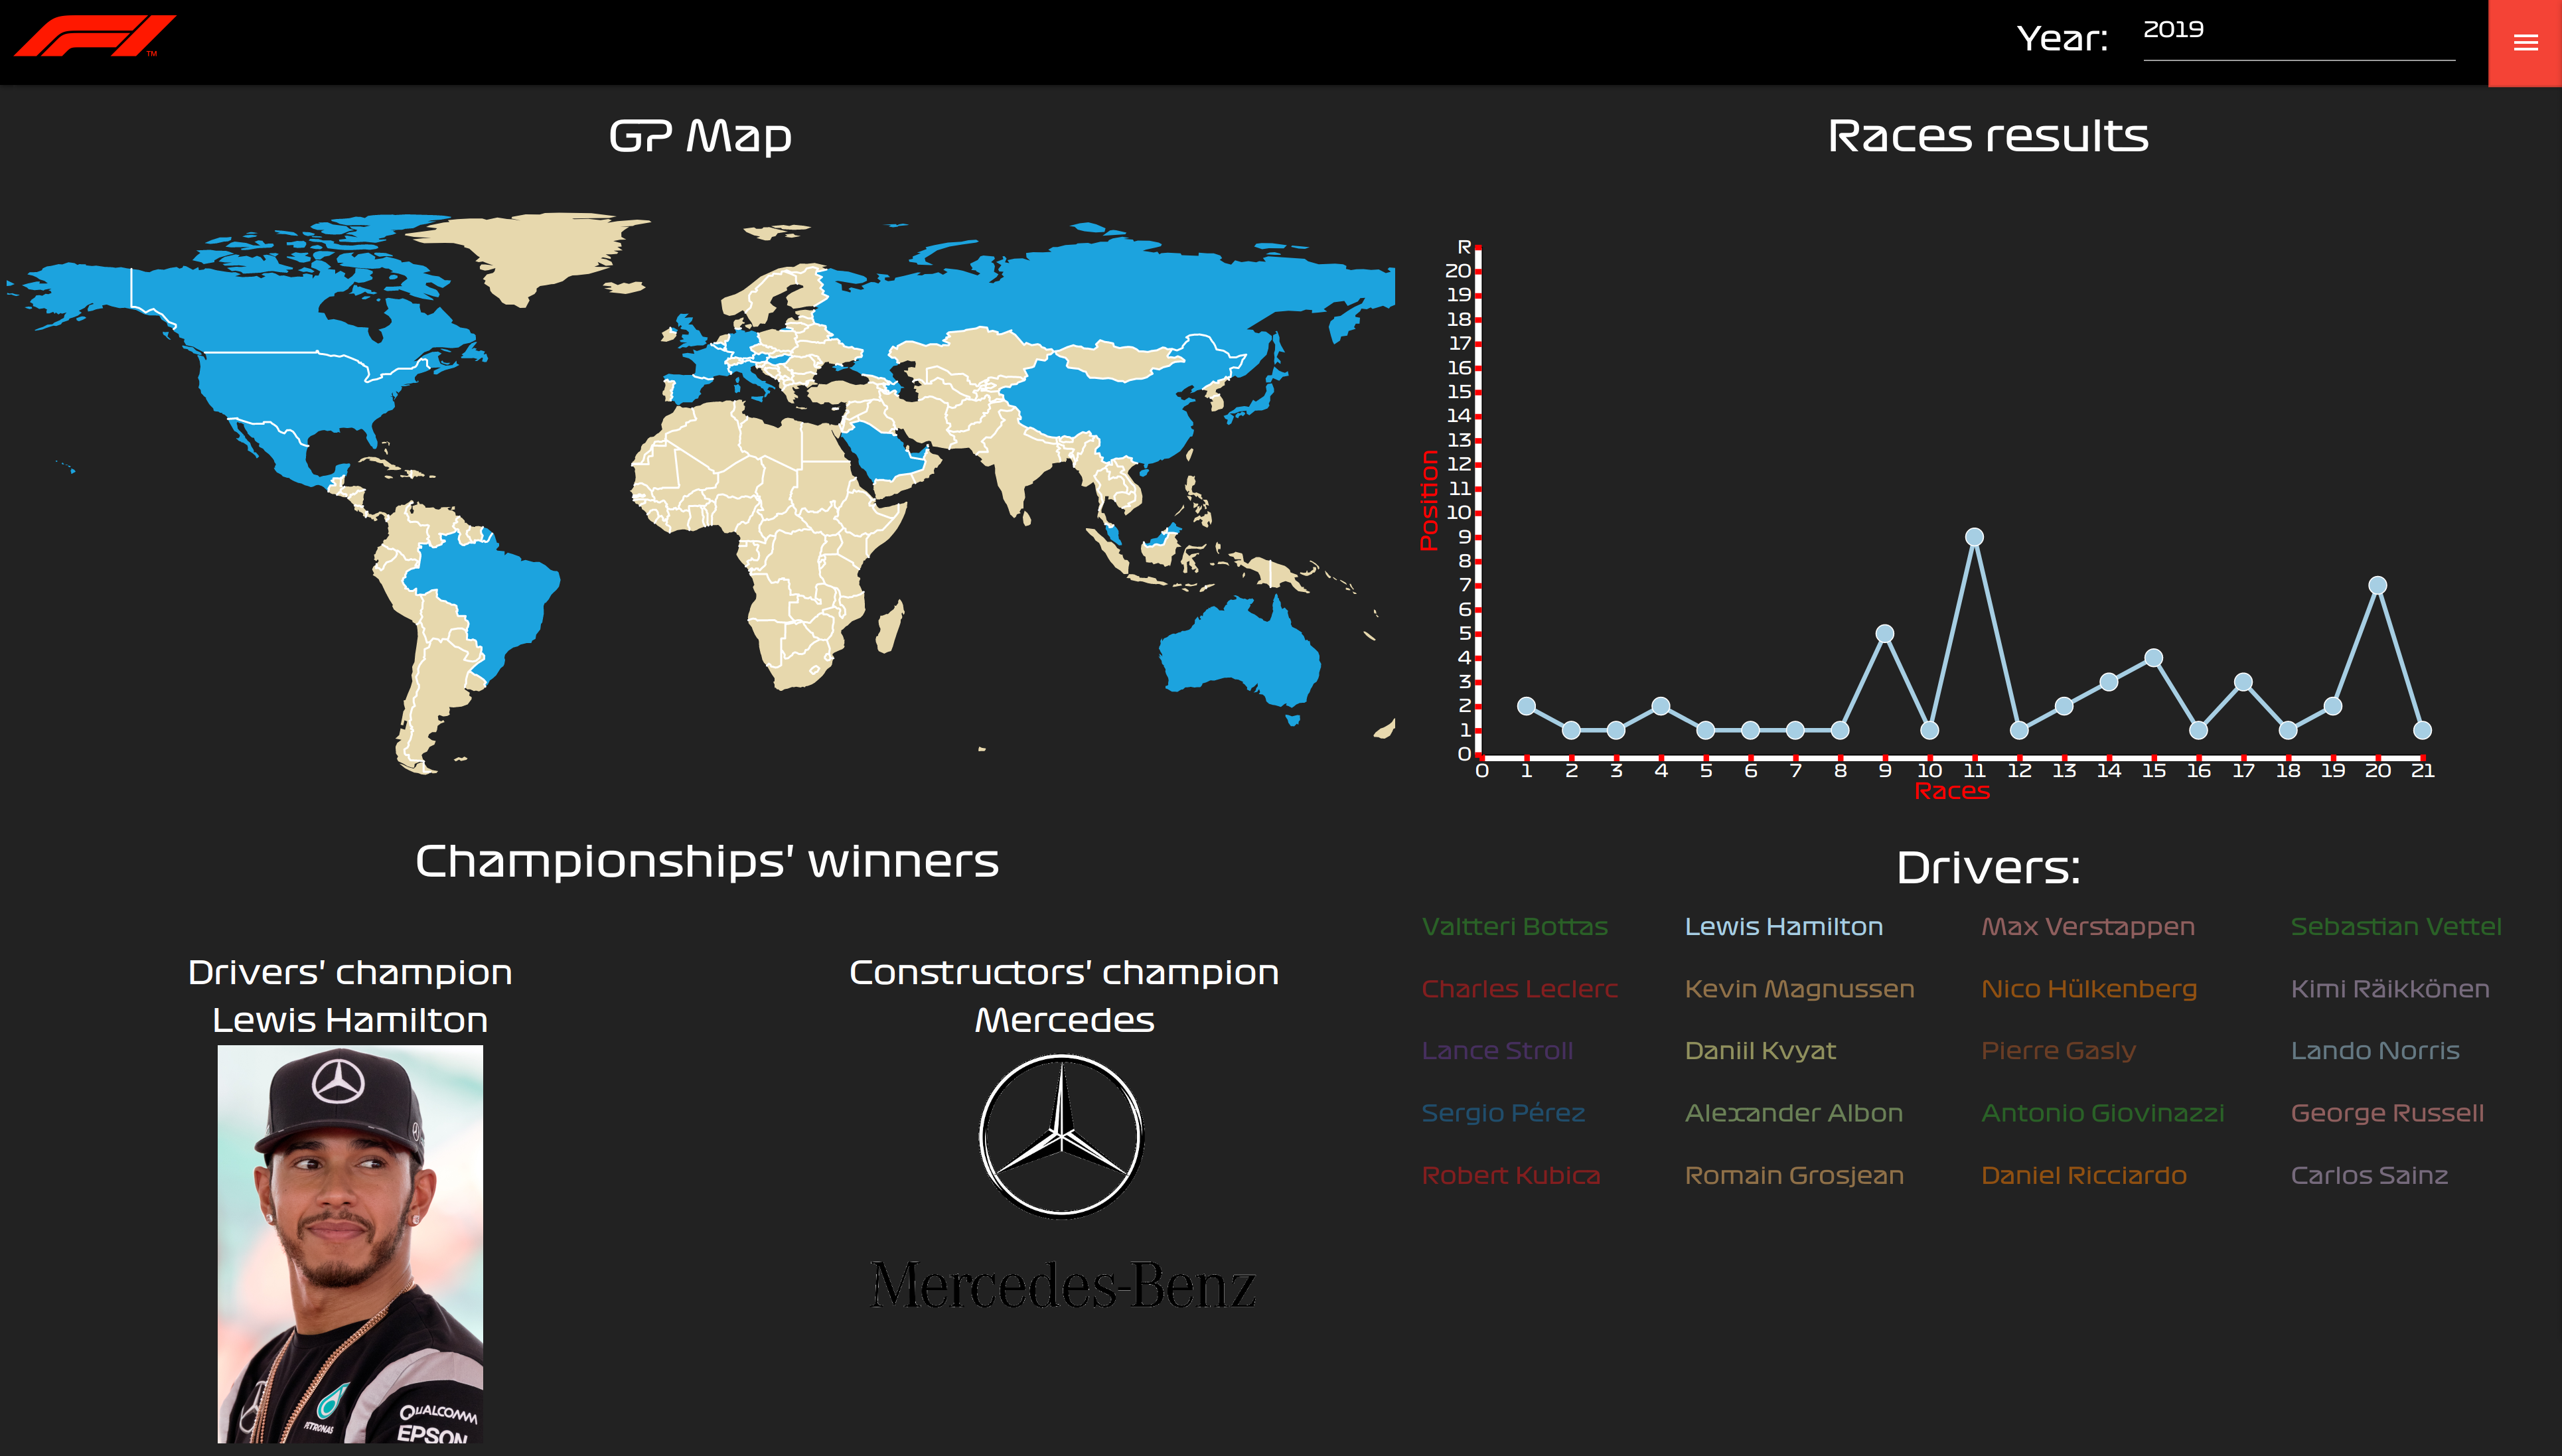 F1 TM
Year: 2019
GP Map
Races results
R
20
19
18
17
16
15
14
13
12
11
10
9
8
7
6
5
4
3
2
1
0
Position
0 1 2 3 4 5 6 7 8 9 10 11 12 13 14 15 16 17 18 19 20 21
Races
Championships' winners
Drivers' champion
Lewis Hamilton
PETRONAS
QUALCOMM
EPSON
Constructors' champion
Mercedes
Mercedes-Benz
Drivers:
Valtteri Bottas Lewis Hamilton Max Verstappen Sebastian Vettel
Charles Leclerc Kevin Magnussen Nico Hülkenberg Kimi Räikkönen
Lance Stroll Daniil Kvyat Pierre Gasly Lando Norris
Sergio Pérez Alexander Albon Antonio Giovinazzi George Russell
Robert Kubica Romain Grosjean Daniel Ricciardo Carlos Sainz